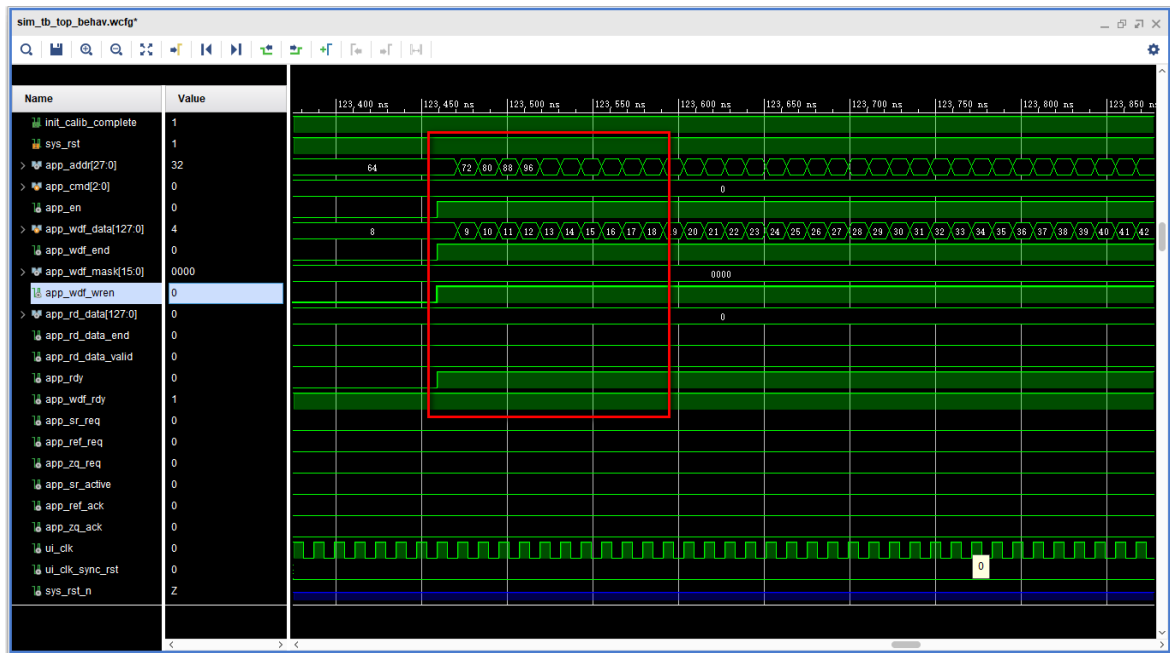 sim_tb_top_behav.wcfg*
Name Value
123,400 ns 123,450 ns 123,500 ns 123,550 ns 123,600 ns 123,650 ns 123,700 ns 123,750 ns 123,800 ns 123,850 ns
init_calib_complete 1
sys_rst 1
app_addr[27:0] 32 64 72 80 88 96
app_cmd[2:0] 0 0
app_en 0
app_wdf_data[127:0] 4 8 9 10 11 12 13 14 15 16 17 18 9 20 21 22 23 24 25 26 27 28 29 30 31 32 33 34 35 36 37 38 39 40 41 42
app_wdf_end 0
app_wdf_mask[15:0] 0000 0000
app_wdf_wren 0
app_rd_data[127:0] 0 0
app_rd_data_end 0
app_rd_data_valid 0
app_rdy 0
app_wdf_rdy 1
app_sr_req 0
app_ref_req 0
app_zq_req 0
app_sr_active 0
app_ref_ack 0
app_zq_ack 0
ui_clk 0
ui_clk_sync_rst 0 0
sys_rst_n Z